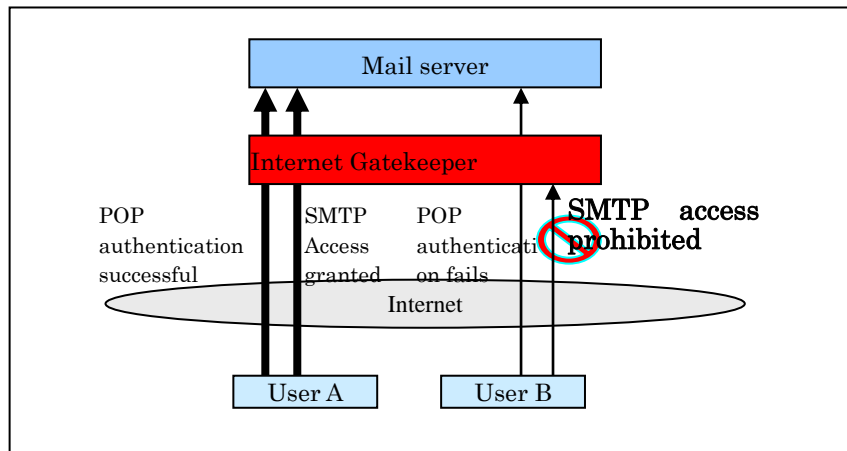 Mail server
Internet Gatekeeper
POP
authentication
successful
SMTP
Access
granted
POP
authenticati
on fails
SMTP access
prohibited
Internet
User A
User B